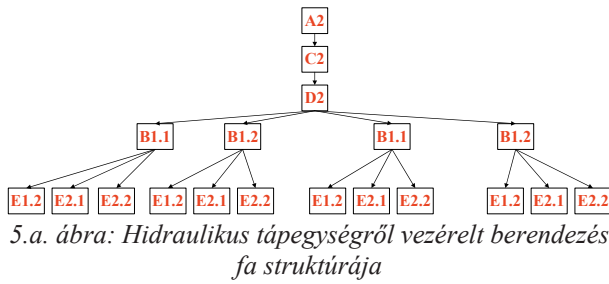 A2
C2
D2
B1.1 B1.2 B1.1 B1.2
E1.2 E2.1 E2.2 E1.2 E2.1 E2.2 E1.2 E2.1 E2.2 E1.2 E2.1 E2.2
5.a. ábra: Hidraulikus tápegységről vezérelt berendezés
fa struktúrája